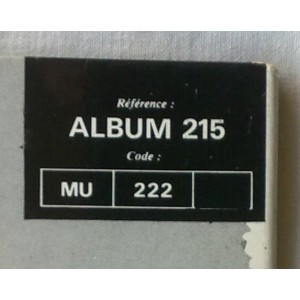 Référence :
ALBUM 215
Code :
MU 222